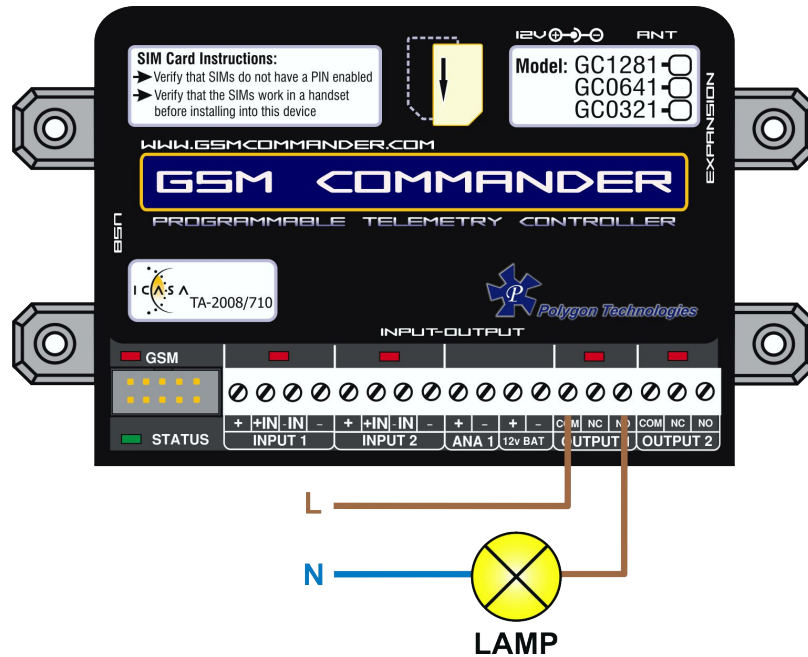 12V ANT
SIM Card Instructions:
Verify that SIMs do not have a PIN enabled
Verify that the SIMs work in a handset
before installing into this device
Model: GC1281
GC0641
GC0321
EXPANSION
WWW.GSMCOMMANDER.COM
GSM COMMANDER
PROGRAMMABLE TELEMETRY CONTROLLER
USB
ICASA
TA-2008/710
P
Polygon Technologies
INPUT-OUTPUT
GSM
+ +IN -IN – + +IN -IN – + – + – COM NC NO COM NC NO
STATUS INPUT 1 INPUT 2 ANA 1 12v BAT OUTPUT 1 OUTPUT 2
L
N
LAMP